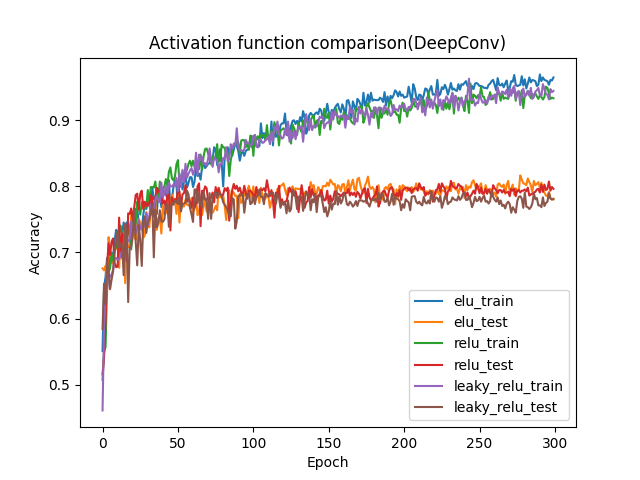 Activation function comparison(DeepConv)
Accuracy
0.9
0.8
0.7
0.6
0.5
elu_train
elu_test
relu_train
relu_test
leaky_relu_train
leaky_relu_test
0 50 100 150 200 250 300
Epoch